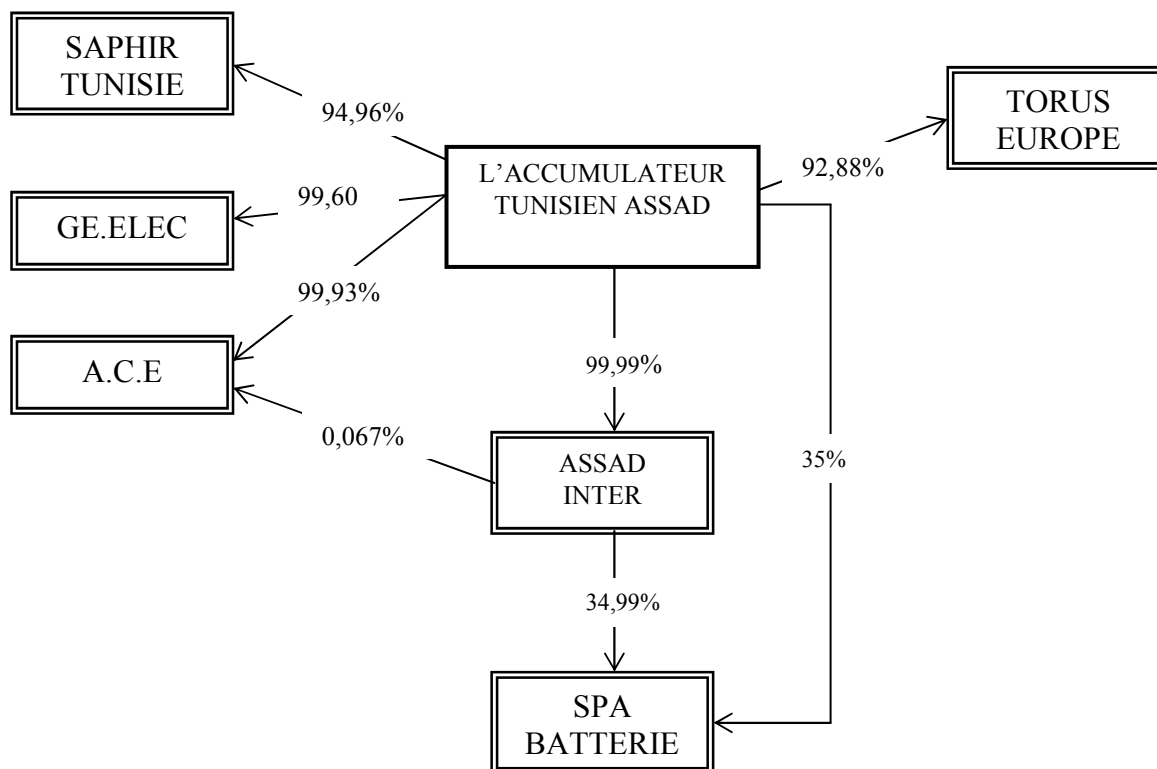 SAPHIR
TUNISIE
94,96%
TORUS
EUROPE
L’ACCUMULATEUR
TUNISIEN ASSAD
92,88%
99,60
GE.ELEC
99,93%
A.C.E
99,99%
0,067%
ASSAD
INTER
35%
34,99%
SPA
BATTERIE